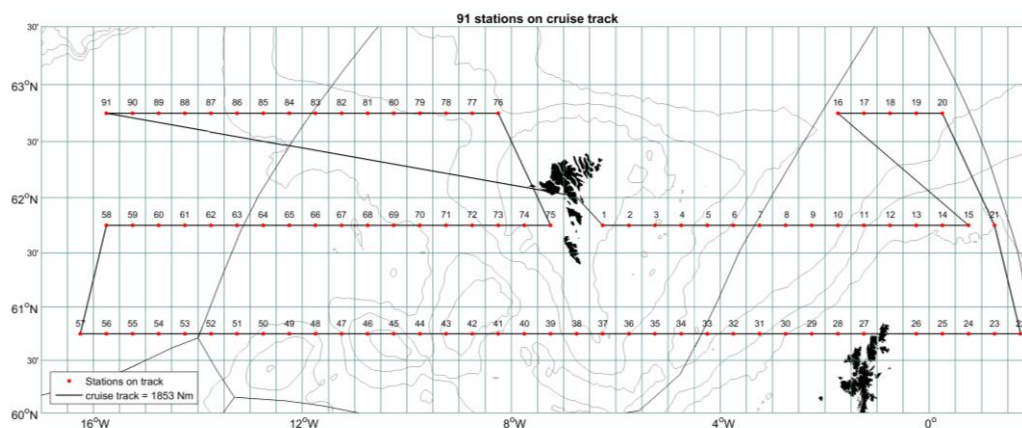 91 stations on cruise track
30'
63°N
91 90 89 88 87 86 85 84 83 82 81 80 79 78 77 76 16 17 18 19 20
30'
62°N
58 59 60 61 62 63 64 65 66 67 68 69 70 71 72 73 74 75 1 2 3 4 5 6 7 8 9 10 11 12 13 14 15 21
30'
61°N
57 56 55 54 53 52 51 50 49 48 47 46 45 44 43 42 41 40 39 38 37 36 35 34 33 32 31 30 29 28 27 26 25 24 23 22
30'
Stations on track
cruise track = 1853 Nm
60°N
16°W 12°W 8°W 4°W 0°